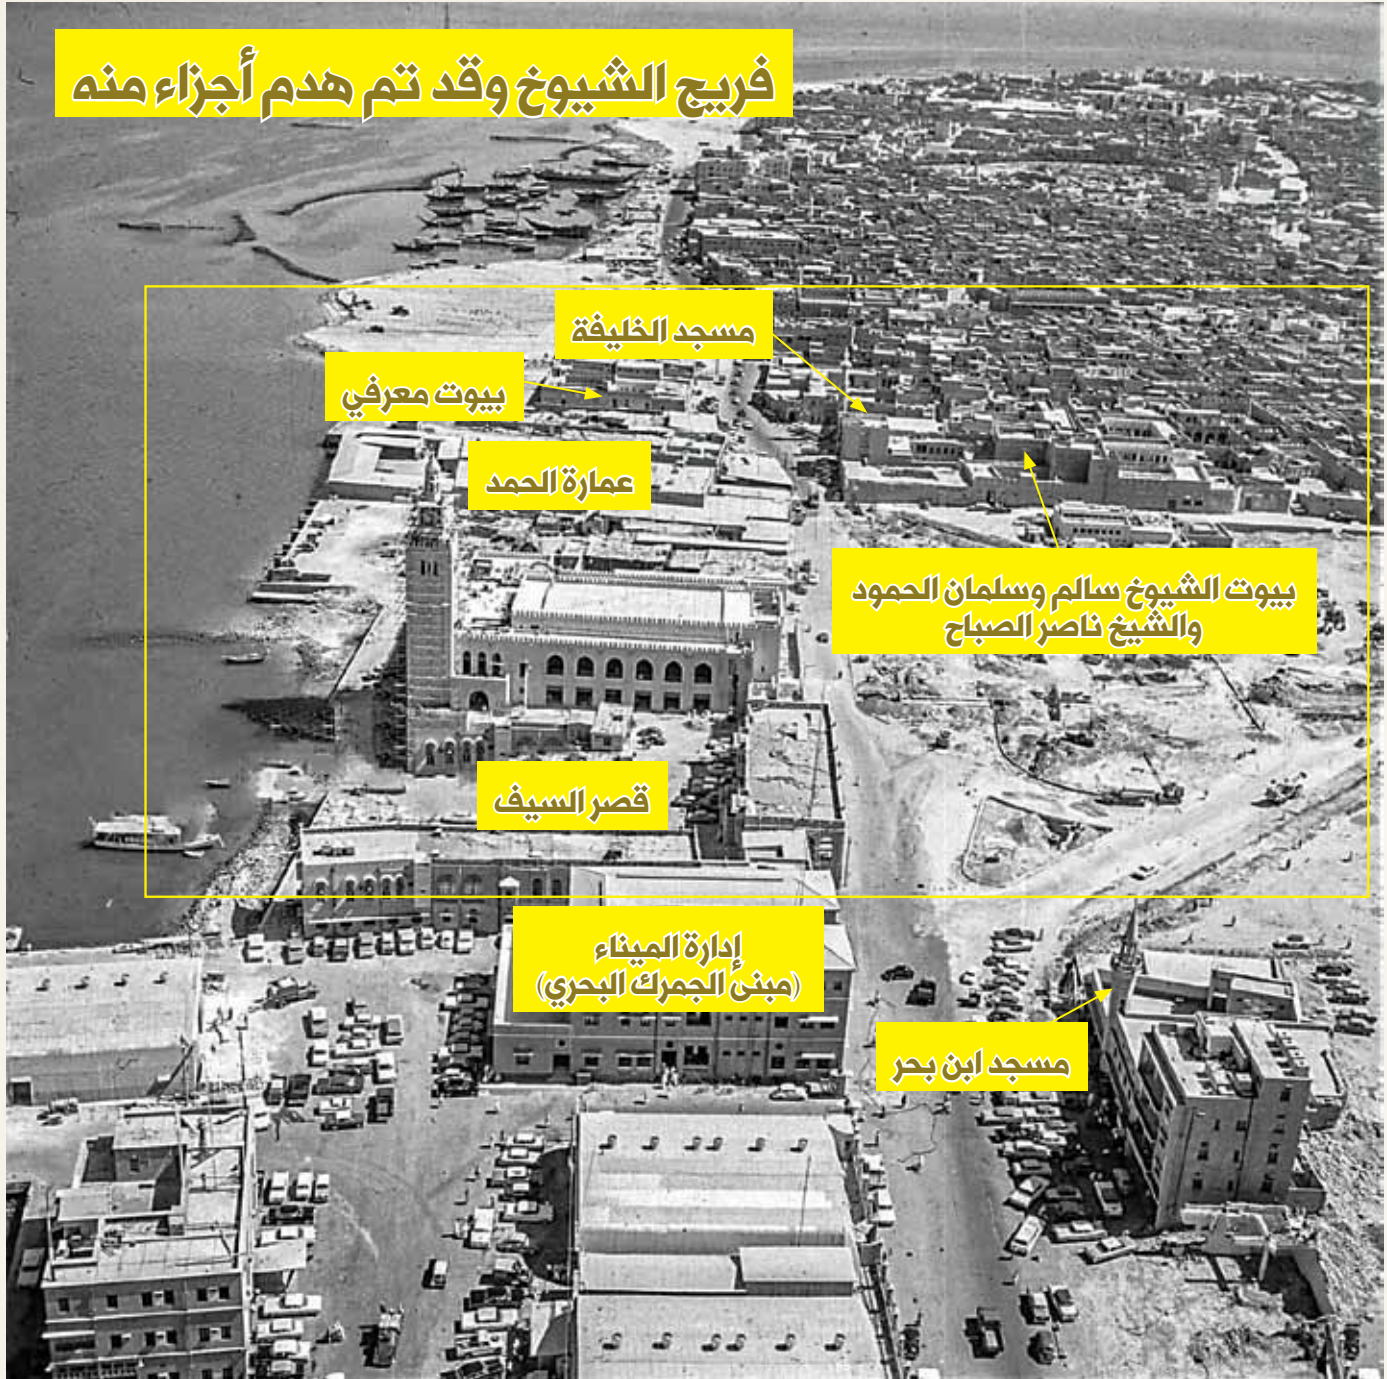 فريج الشيوخ وقد تم هدم أجزاء منه
مسجد الخليفة
بيوت معرفي
عمارة الحمد
بيوت الشيوخ سالم وسلمان الحمود
والشيخ ناصر الصباح
قصر السيف
إدارة الميناء
(مبنى الجمرك البحري)
مسجد ابن بحر